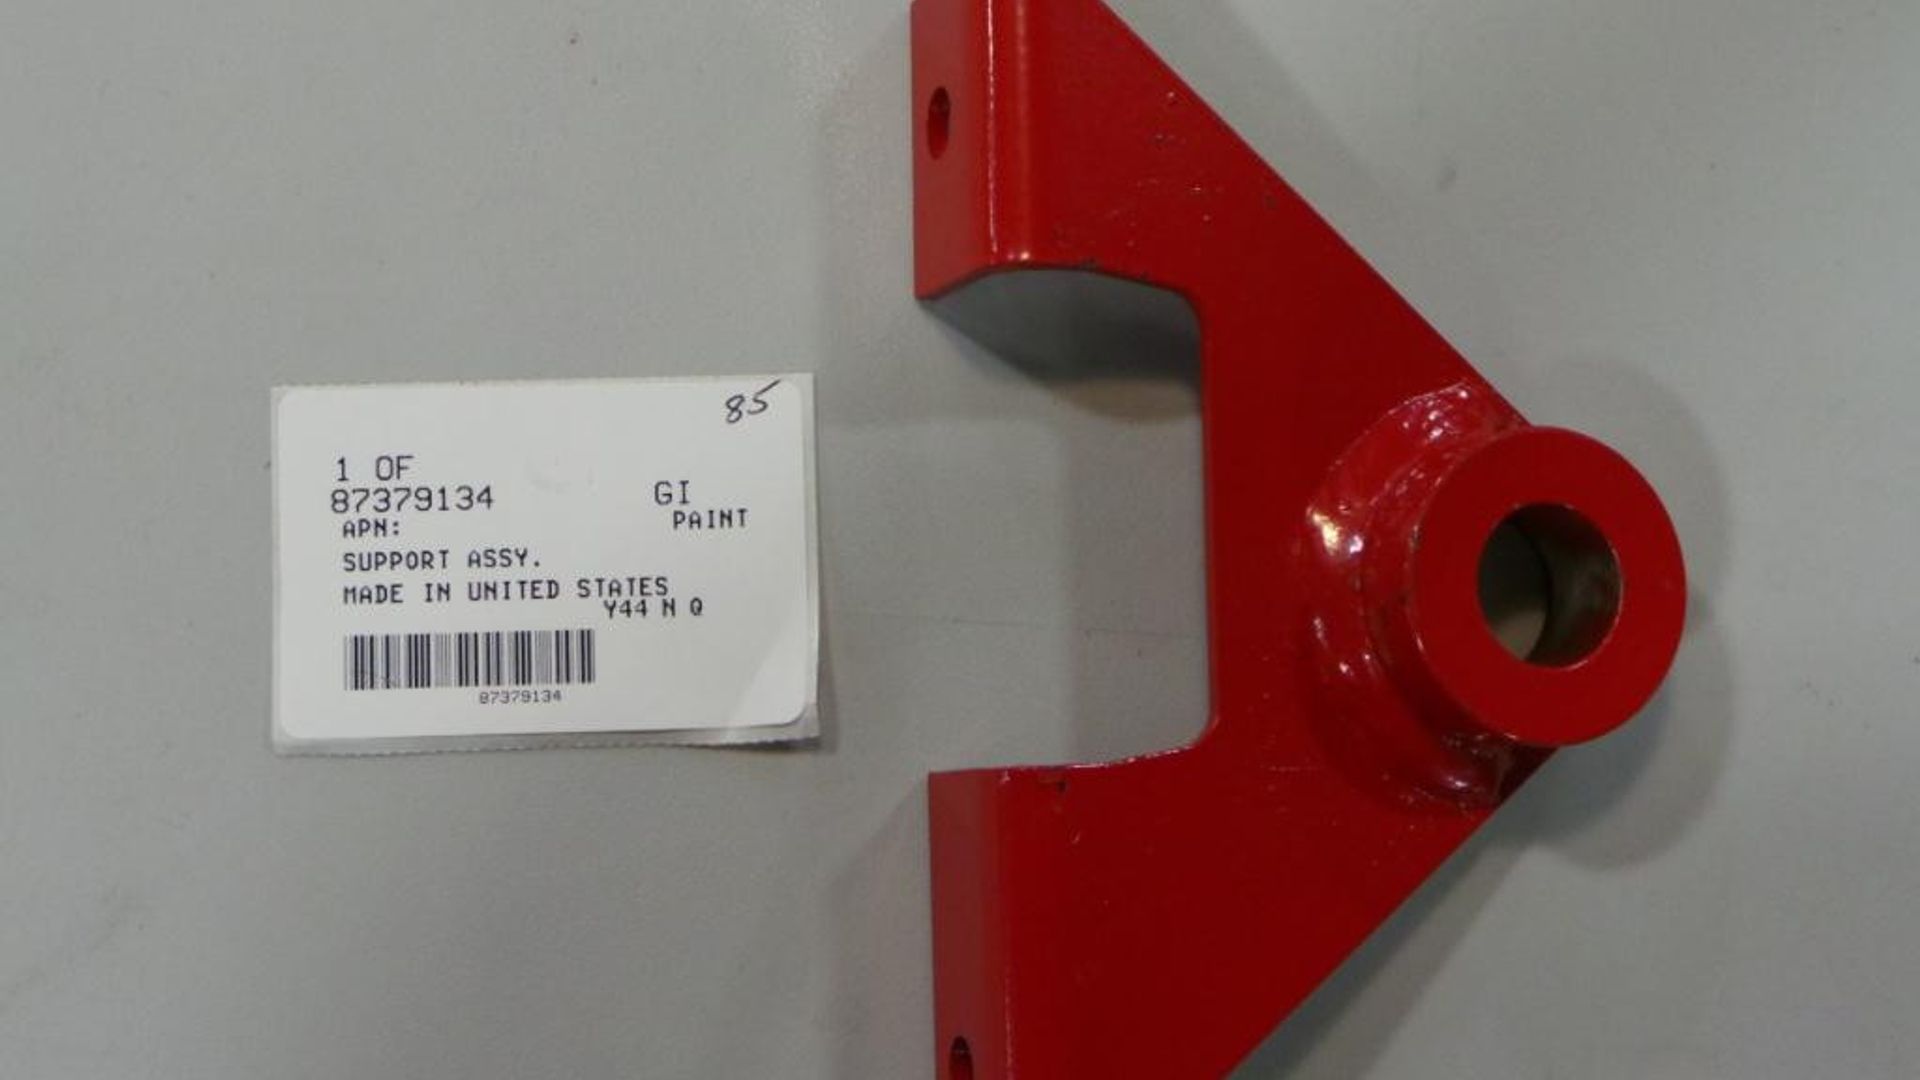 85
1 OF
87379134 GI
APN: PAINT
SUPPORT ASSY.
MADE IN UNITED STATES
Y44 N Q
87379134